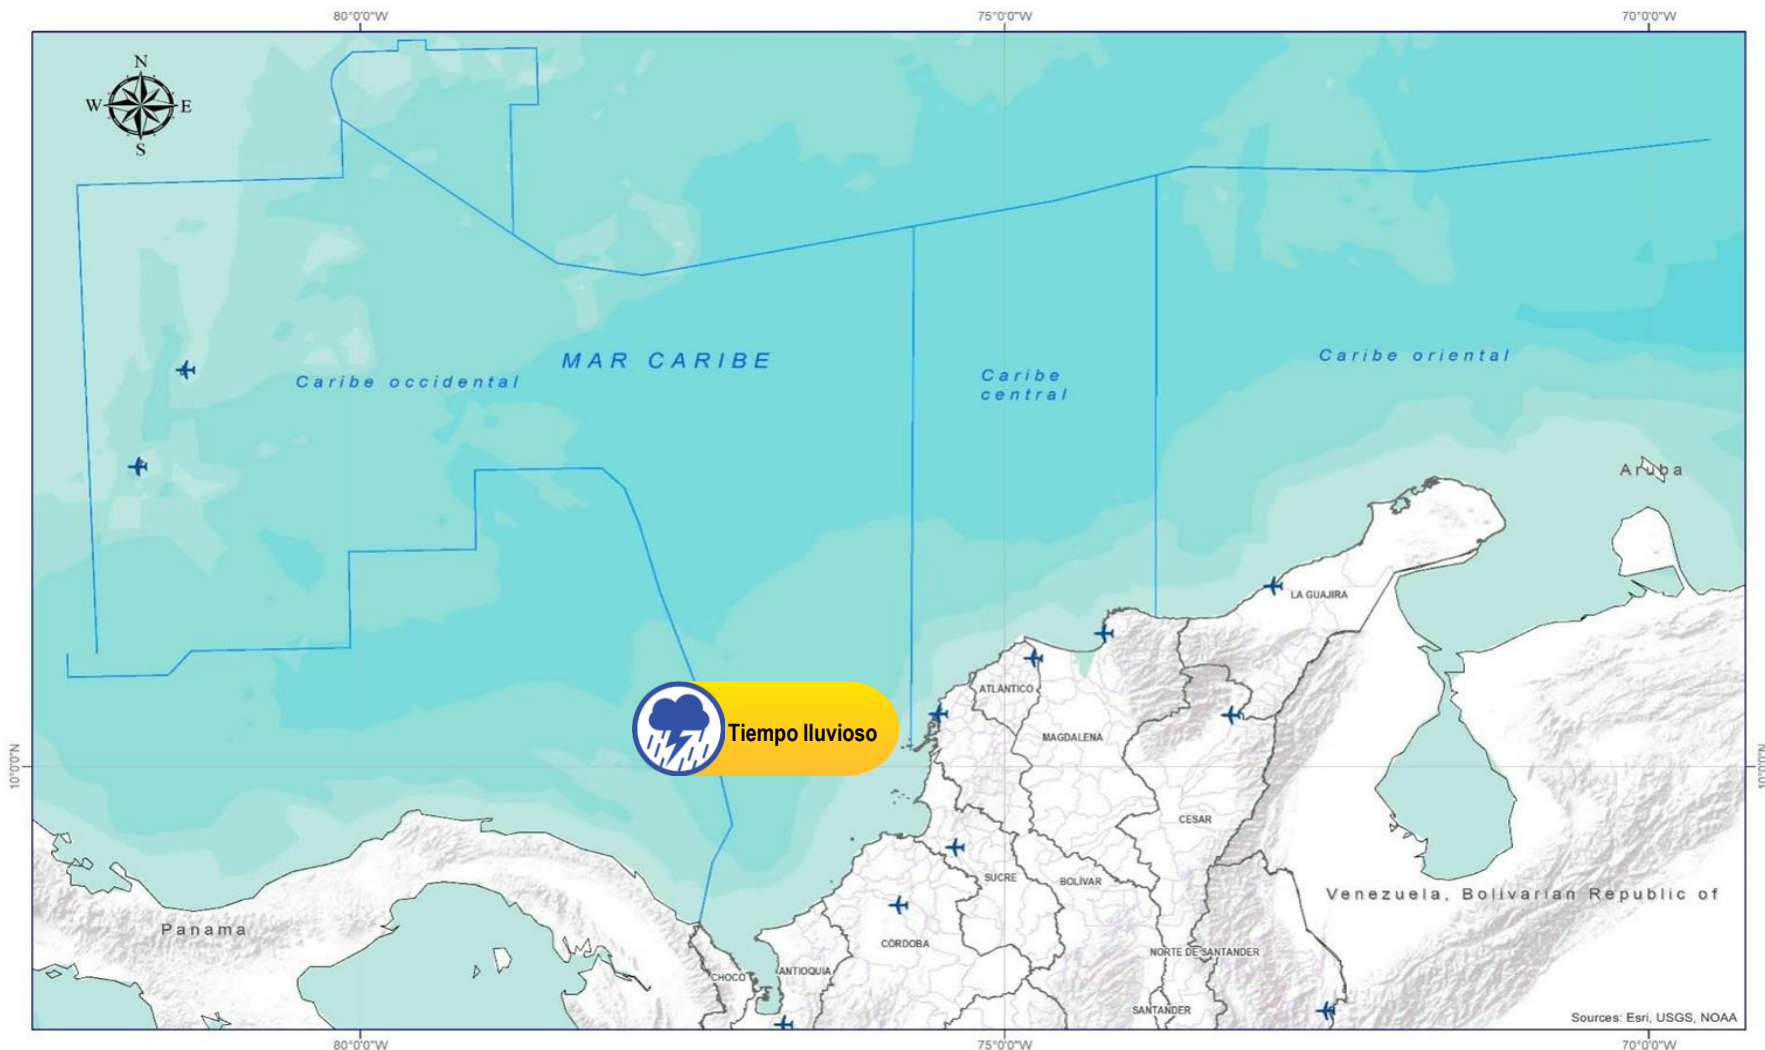 80°0'0"W
75°0'0"W
70°0'0"W
N
W
E
S
MAR CARIBE
Caribe occidental
Caribe
central
Caribe oriental
Aruba
LA GUAJIRA
ATLANTICO
Tiempo lluvioso
MAGDALENA
10°0'0"N
10°0'0"N
CESAR
SUCRE
BOLÍVAR
Venezuela, Bolivarian Republic of
Panama
CÓRDOBA
NORTE DE SANTANDER
CHOCO
ANTIOQUIA
SANTANDER
Sources: Esri, USGS, NOAA
80°0'0"W
75°0'0"W
70°0'0"W